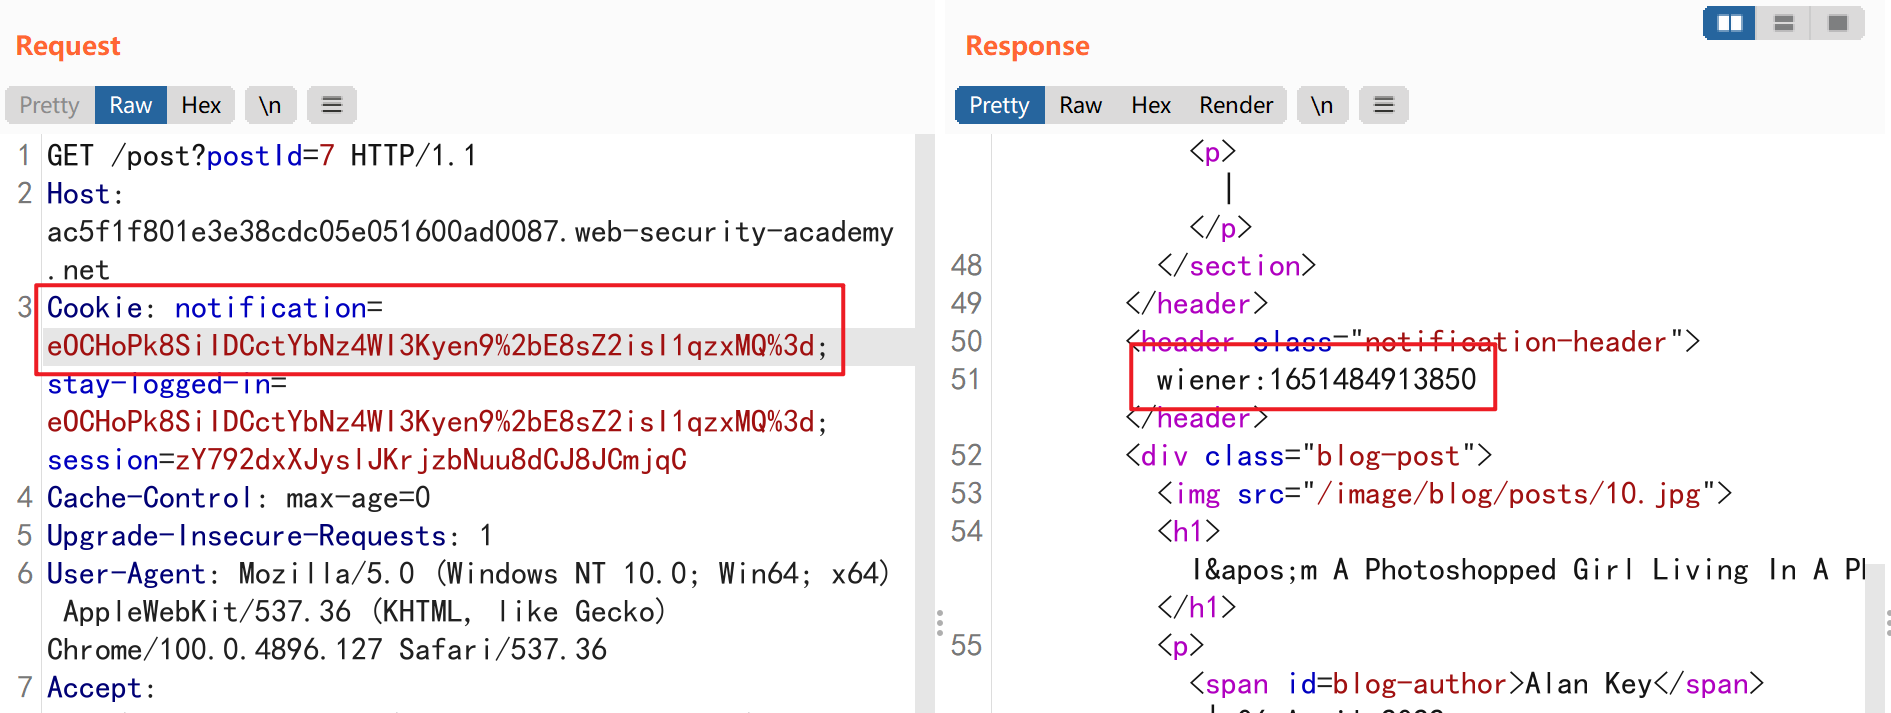 Request
Pretty Raw Hex \n
1 GET /post?postId=7 HTTP/1.1
2 Host:
ac5f1f801e3e38cdc05e051600ad0087.web-security-academy
.net
3 Cookie: notification=
eOCHoPk8SiIDCctYbNz4WI3Kyen9%2bE8sZ2isI1qzxMQ%3d;
stay-logged-in=
eOCHoPk8SiIDCctYbNz4WI3Kyen9%2bE8sZ2isI1qzxMQ%3d;
session=zY792dxXJyslJKrjzbNuu8dCJ8JCmjqC
4 Cache-Control: max-age=0
5 Upgrade-Insecure-Requests: 1
6 User-Agent: Mozilla/5.0 (Windows NT 10.0; Win64; x64)
AppleWebKit/537.36 (KHTML, like Gecko)
Chrome/100.0.4896.127 Safari/537.36
7 Accept:
Response
Pretty Raw Hex Render \n
<p>
|
</p>
48 </section>
49 </header>
50 <header class="notification-header">
51 wiener:1651484913850
</header>
52 <div class="blog-post">
53 <img src="/image/blog/posts/10.jpg">
54 <h1>
I&apos;m A Photoshopped Girl Living In A
</h1>
55 <p>
<span id=blog-author>Alan Key</span>